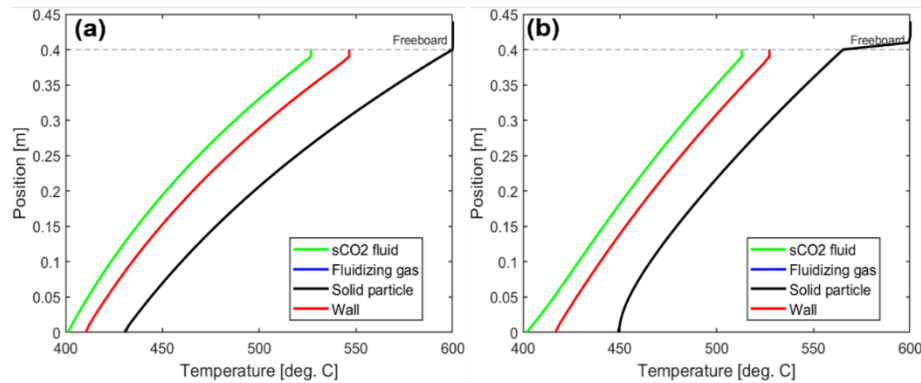 (a)
0.45
0.4
0.35
0.3
0.25
0.2
0.15
0.1
0.05
0
Position [m]
Freeboard
sCO2 fluid
Fluidizing gas
Solid particle
Wall
400 450 500 550 600
Temperature [deg. C]
(b)
0.45
0.4
0.35
0.3
0.25
0.2
0.15
0.1
0.05
0
Position [m]
Freeboard
sCO2 fluid
Fluidizing gas
Solid particle
Wall
400 450 500 550 600
Temperature [deg. C]